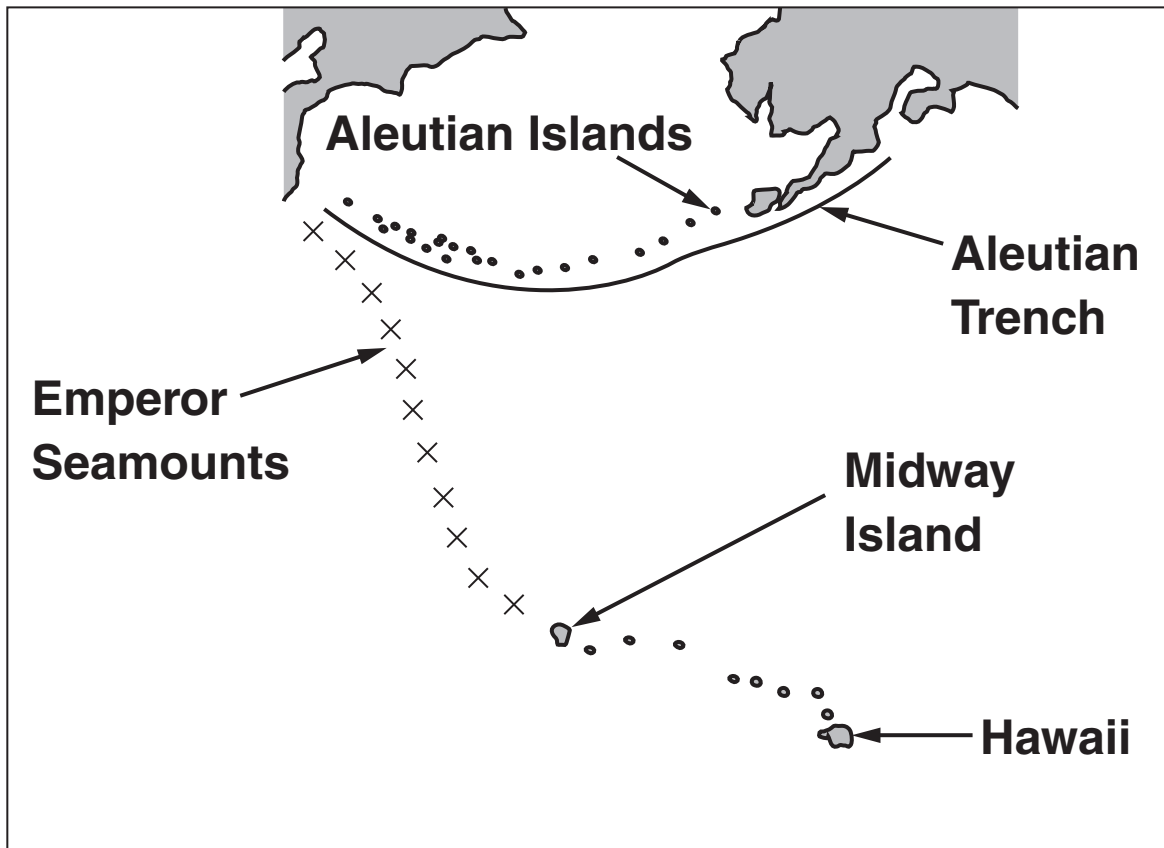 Aleutian Islands
Aleutian
Trench
Emperor
Seamounts
Midway
Island
Hawaii